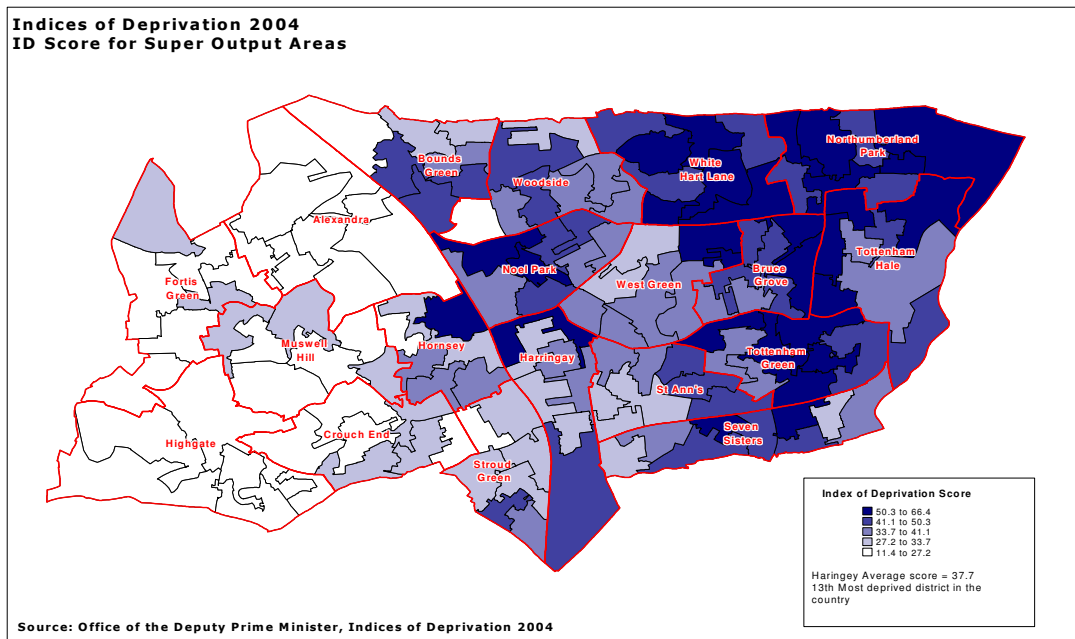 Indices of Deprivation 2004
ID Score for Super Output Areas
Northumberland
Park
Bounds
Green
White
Hart Lane
Woodside
Alexandra
Tottenham
Hale
Noel Park
Bruce
Grove
Fortis
Green
West Green
Muswell
Hill
Hornsey
Harringay
Tottenham
Green
St Ann's
Highgate
Crouch End
Seven
Sisters
Stroud
Green
Index of Deprivation Score
50.3 to 66.4
41.1 to 50.3
33.7 to 41.1
27.2 to 33.7
11.4 to 27.2
Haringey Average score = 37.7
13th Most deprived district in the
country
Source: Office of the Deputy Prime Minister, Indices of Deprivation 2004